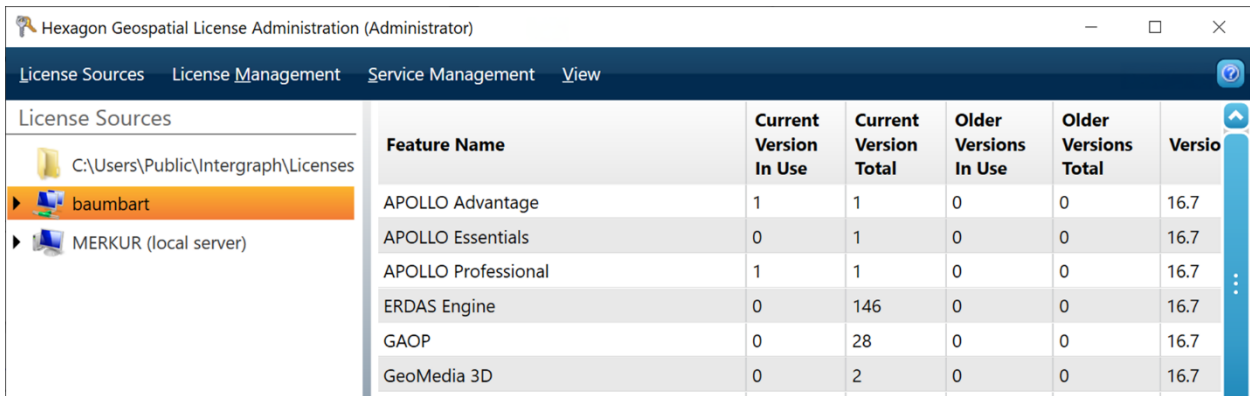 Hexagon Geospatial License Administration (Administrator)
License Sources License Management Service Management View
License Sources
C:\Users\Public\Intergraph\Licenses
baumbart
MERKUR (local server)
Feature Name Current Version In Use Current Version Total Older Versions In Use Older Versions Total Versio
APOLLO Advantage 1 1 0 0 16.7
APOLLO Essentials 0 1 0 0 16.7
APOLLO Professional 1 1 0 0 16.7
ERDAS Engine 0 146 0 0 16.7
GAOP 0 28 0 0 16.7
GeoMedia 3D 0 2 0 0 16.7